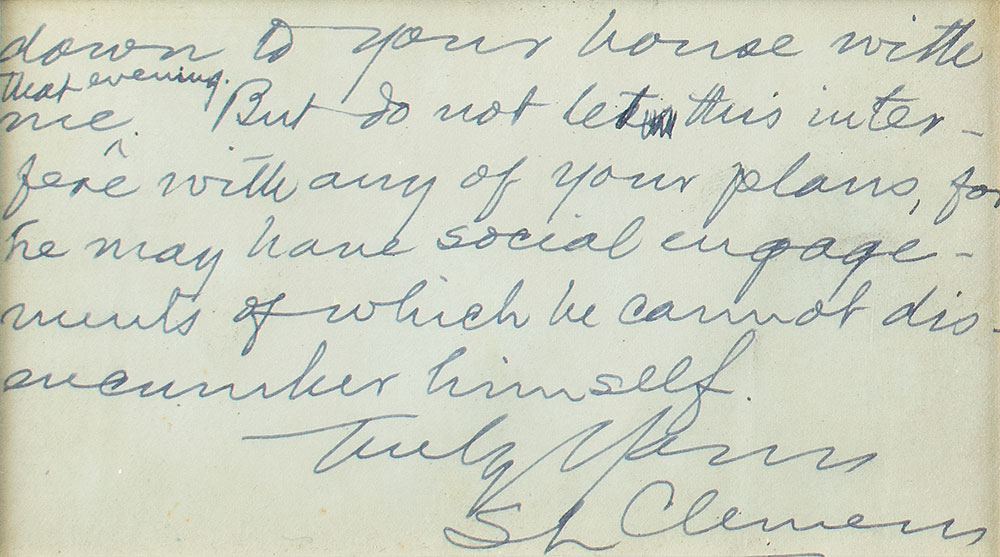 down to your house with
that evening.
me. But do not let this inter-
fere with any of your plans, for
he may have social engage-
ments of which he cannot dis-
encumber himself.
Truly Yours
SL Clemens